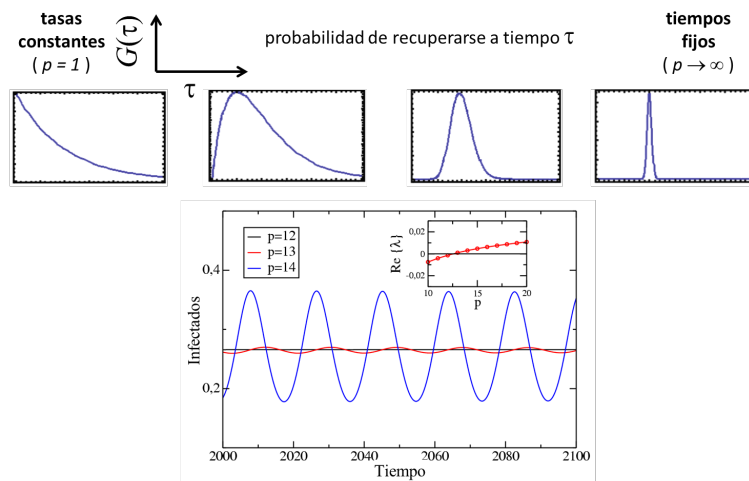 tasas
constantes
( p = 1 )
G(τ)
τ
probabilidad de recuperarse a tiempo τ
tiempos
fijos
( p → ∞ )
p=12
p=13
p=14
Re {λ}
0,02
0
-0,02
10
15
20
p
Infectados
0,4
0,2
2000
2020
2040
2060
2080
2100
Tiempo